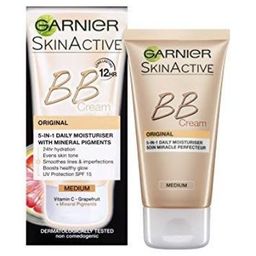 GARNIER
SKINACTIVE
12HR
BB
Cream
ORIGINAL
5-IN-1 DAILY MOISTURISER
WITH MINERAL PIGMENTS
24hr hydration
Evens skin tone
Smoothes lines & imperfections
Boosts healthy glow
UV Protection SPF 15
MEDIUM
Vitamin C - Grapefruit
+ Mineral Pigments
DERMATOLOGICALLY TESTED
non comedogenic
GARNIER
SKINACTIVE
BB
Cream
ORIGINAL
5-IN-1 DAILY MOISTURISER
SOIN MIRACLE PERFECTEUR
MEDIUM